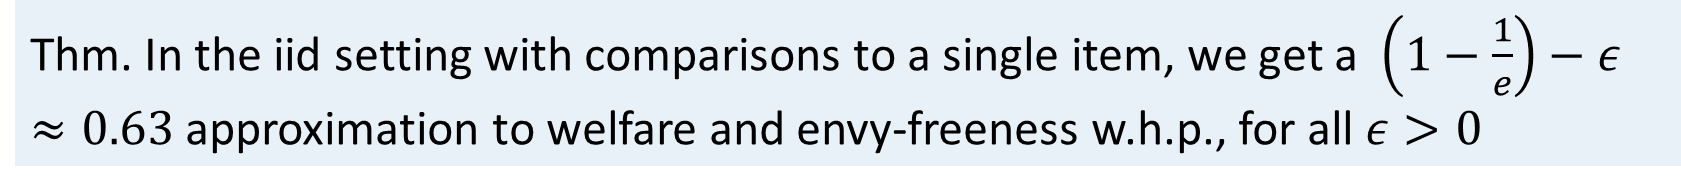 Thm. In the iid setting with comparisons to a single item, we get a (1 − 1/e) − ϵ
≈ 0.63 approximation to welfare and envy-freeness w.h.p., for all ϵ > 0